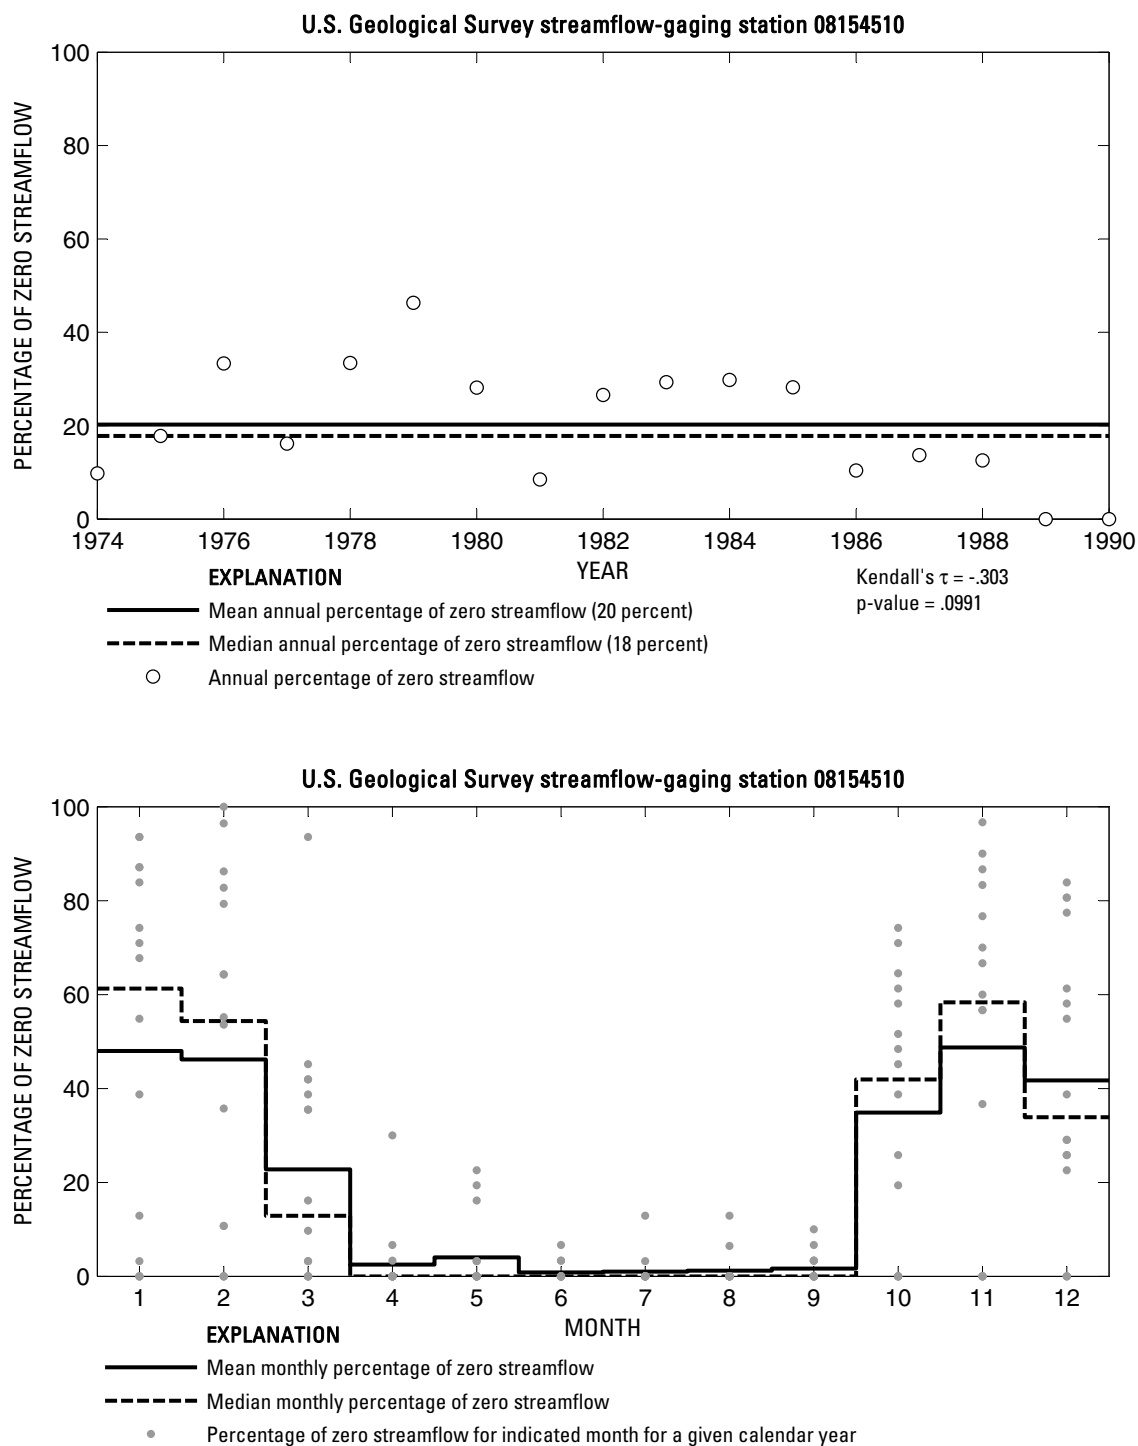 U.S. Geological Survey streamflow-gaging station 08154510
PERCENTAGE OF ZERO STREAMFLOW
100
80
60
40
20
0
1974 1976 1978 1980 1982 1984 1986 1988 1990
YEAR
EXPLANATION
Mean annual percentage of zero streamflow (20 percent)
Median annual percentage of zero streamflow (18 percent)
Annual percentage of zero streamflow
Kendall's τ = -.303
p-value = .0991
U.S. Geological Survey streamflow-gaging station 08154510
PERCENTAGE OF ZERO STREAMFLOW
100
80
60
40
20
0
1 2 3 4 5 6 7 8 9 10 11 12
MONTH
EXPLANATION
Mean monthly percentage of zero streamflow
Median monthly percentage of zero streamflow
Percentage of zero streamflow for indicated month for a given calendar year